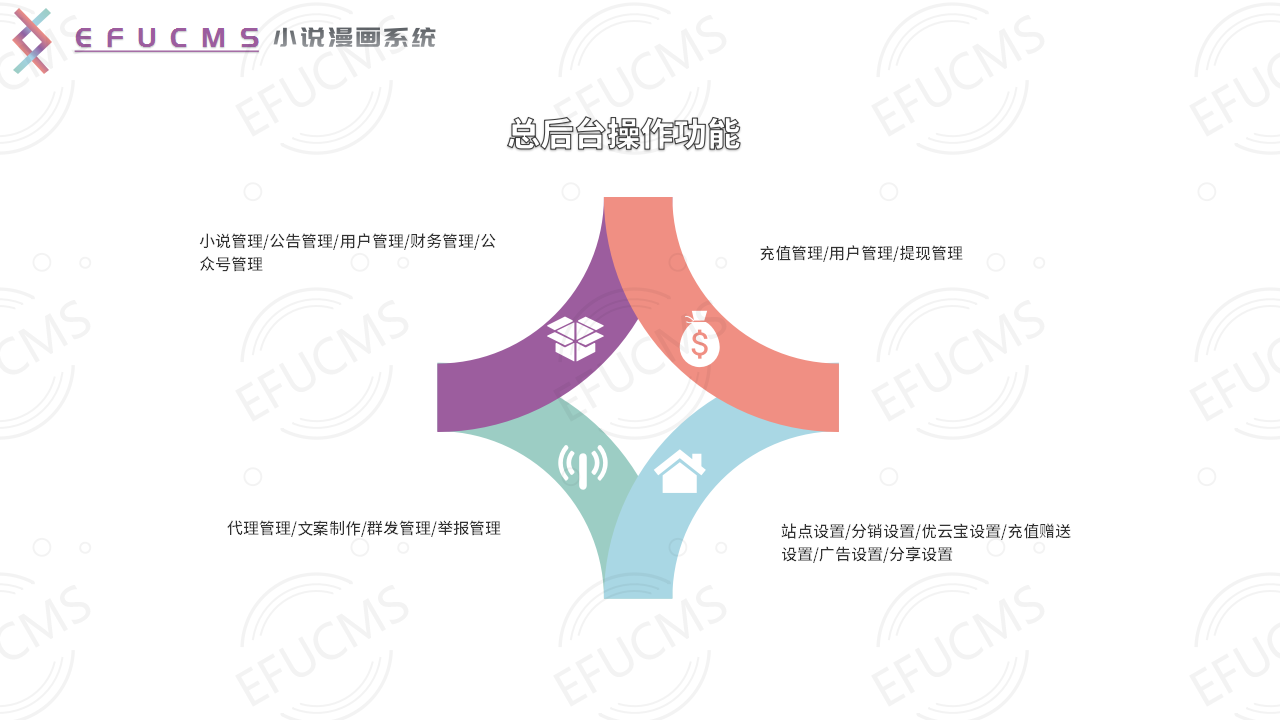 EFUCMS 小说漫画系统
总后台操作功能
小说管理/公告管理/用户管理/财务管理/公
众号管理
充值管理/用户管理/提现管理
代理管理/文案制作/群发管理/举报管理
站点设置/分销设置/优云宝设置/充值赠送
设置/广告设置/分享设置